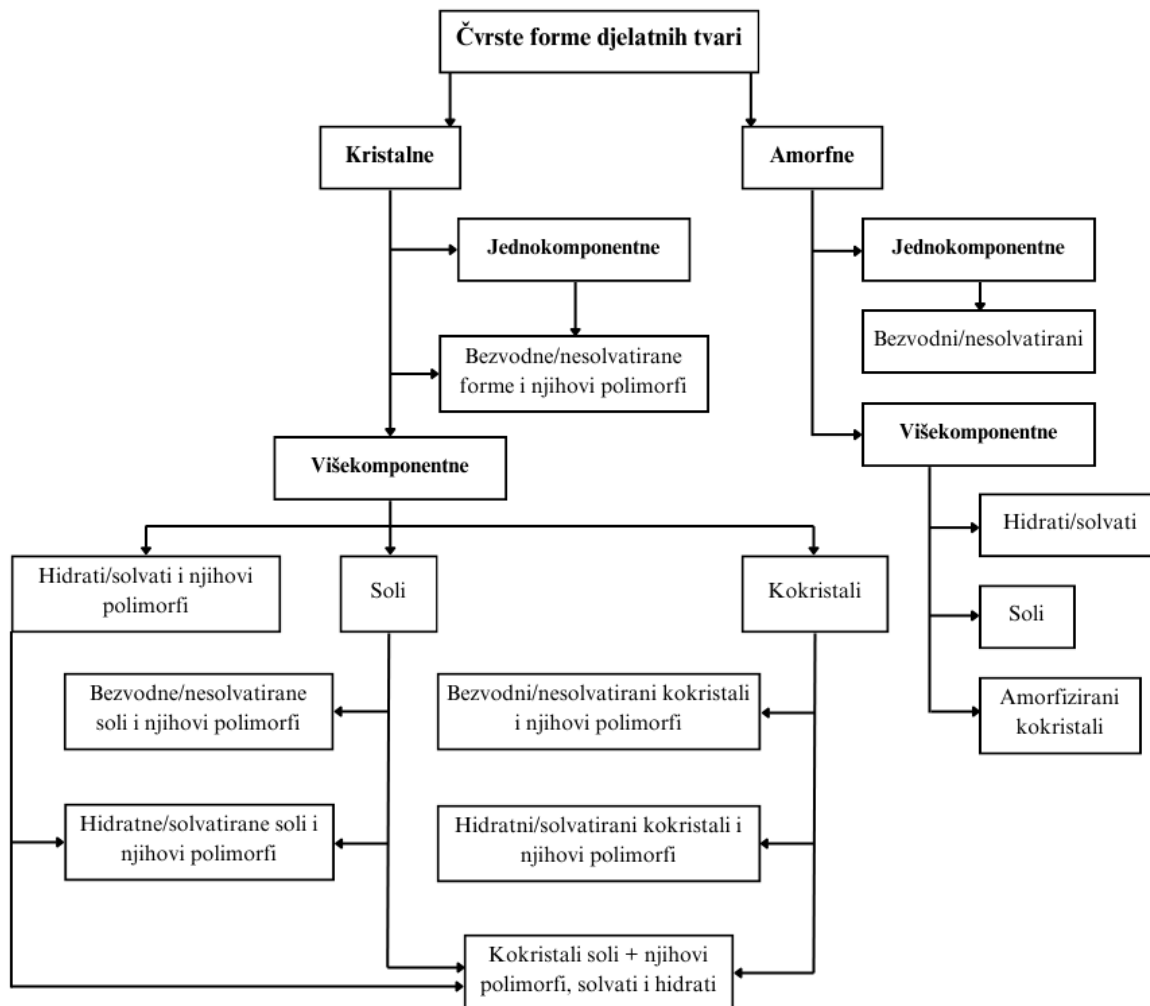 Čvrste forme djelatnih tvari
Kristalne
Amorfne
Jednokomponentne
Jednokomponentne
Bezvodne/nesolvatirane
forme i njihovi polimorfi
Bezvodni/nesolvatirani
Višekomponentne
Višekomponentne
Hidrati/solvati
Soli
Amorfizirani
kokristali
Hidrati/solvati i njihovi
polimorfi
Soli
Kokristali
Bezvodne/nesolvatirane
soli i njihovi polimorfi
Bezvodni/nesolvatirani kokristali
i njihovi polimorfi
Hidratne/solvatirane soli i
njihovi polimorfi
Hidratni/solvatirani kokristali i
njihovi polimorfi
Kokristali soli + njihovi
polimorfi, solvati i hidrati